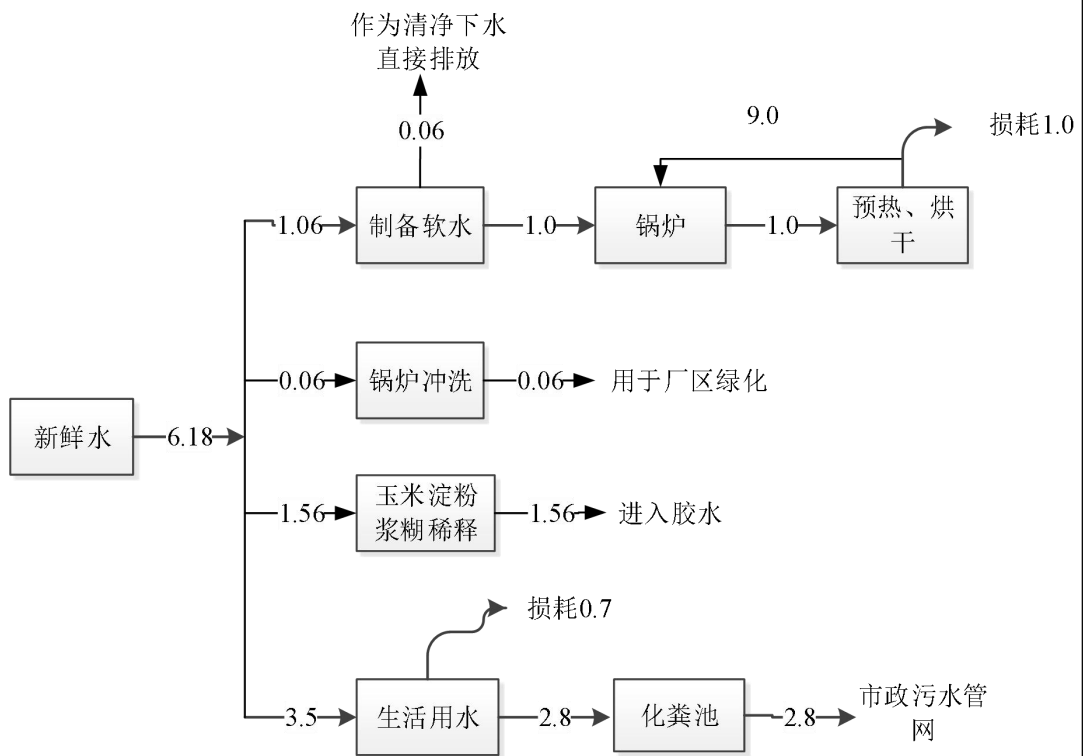 作为清净下水
直接排放
0.06
9.0
损耗1.0
1.06
制备软水
1.0
锅炉
1.0
预热、烘
干
0.06
锅炉冲洗
0.06
用于厂区绿化
新鲜水
6.18
1.56
玉米淀粉
浆糊稀释
1.56
进入胶水
损耗0.7
3.5
生活用水
2.8
化粪池
2.8
市政污水管
网